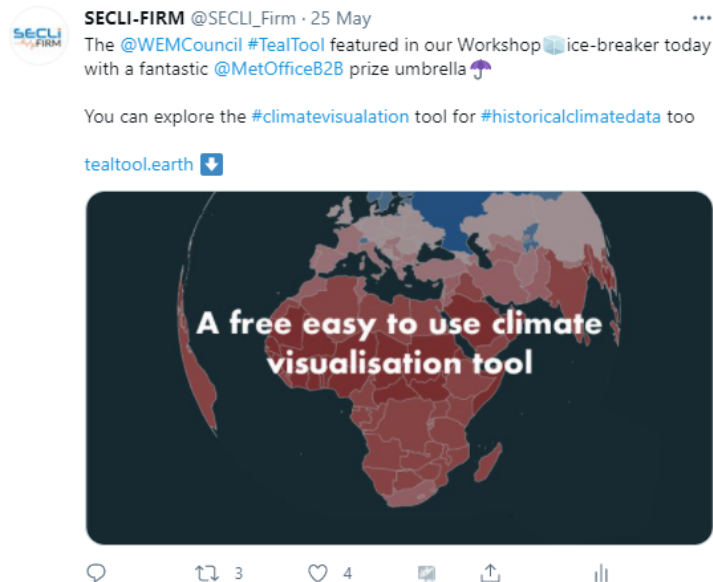 SECLI
FIRM
SECLI-FIRM @SECLI_Firm · 25 May
The @WEMCouncil #TealTool featured in our Workshop🧊ice-breaker today
with a fantastic @MetOfficeB2B prize umbrella☂
You can explore the #climatevisualation tool for #historicalclimatedata too
tealtool.earth ⬇
A free easy to use climate
visualisation tool
3 4